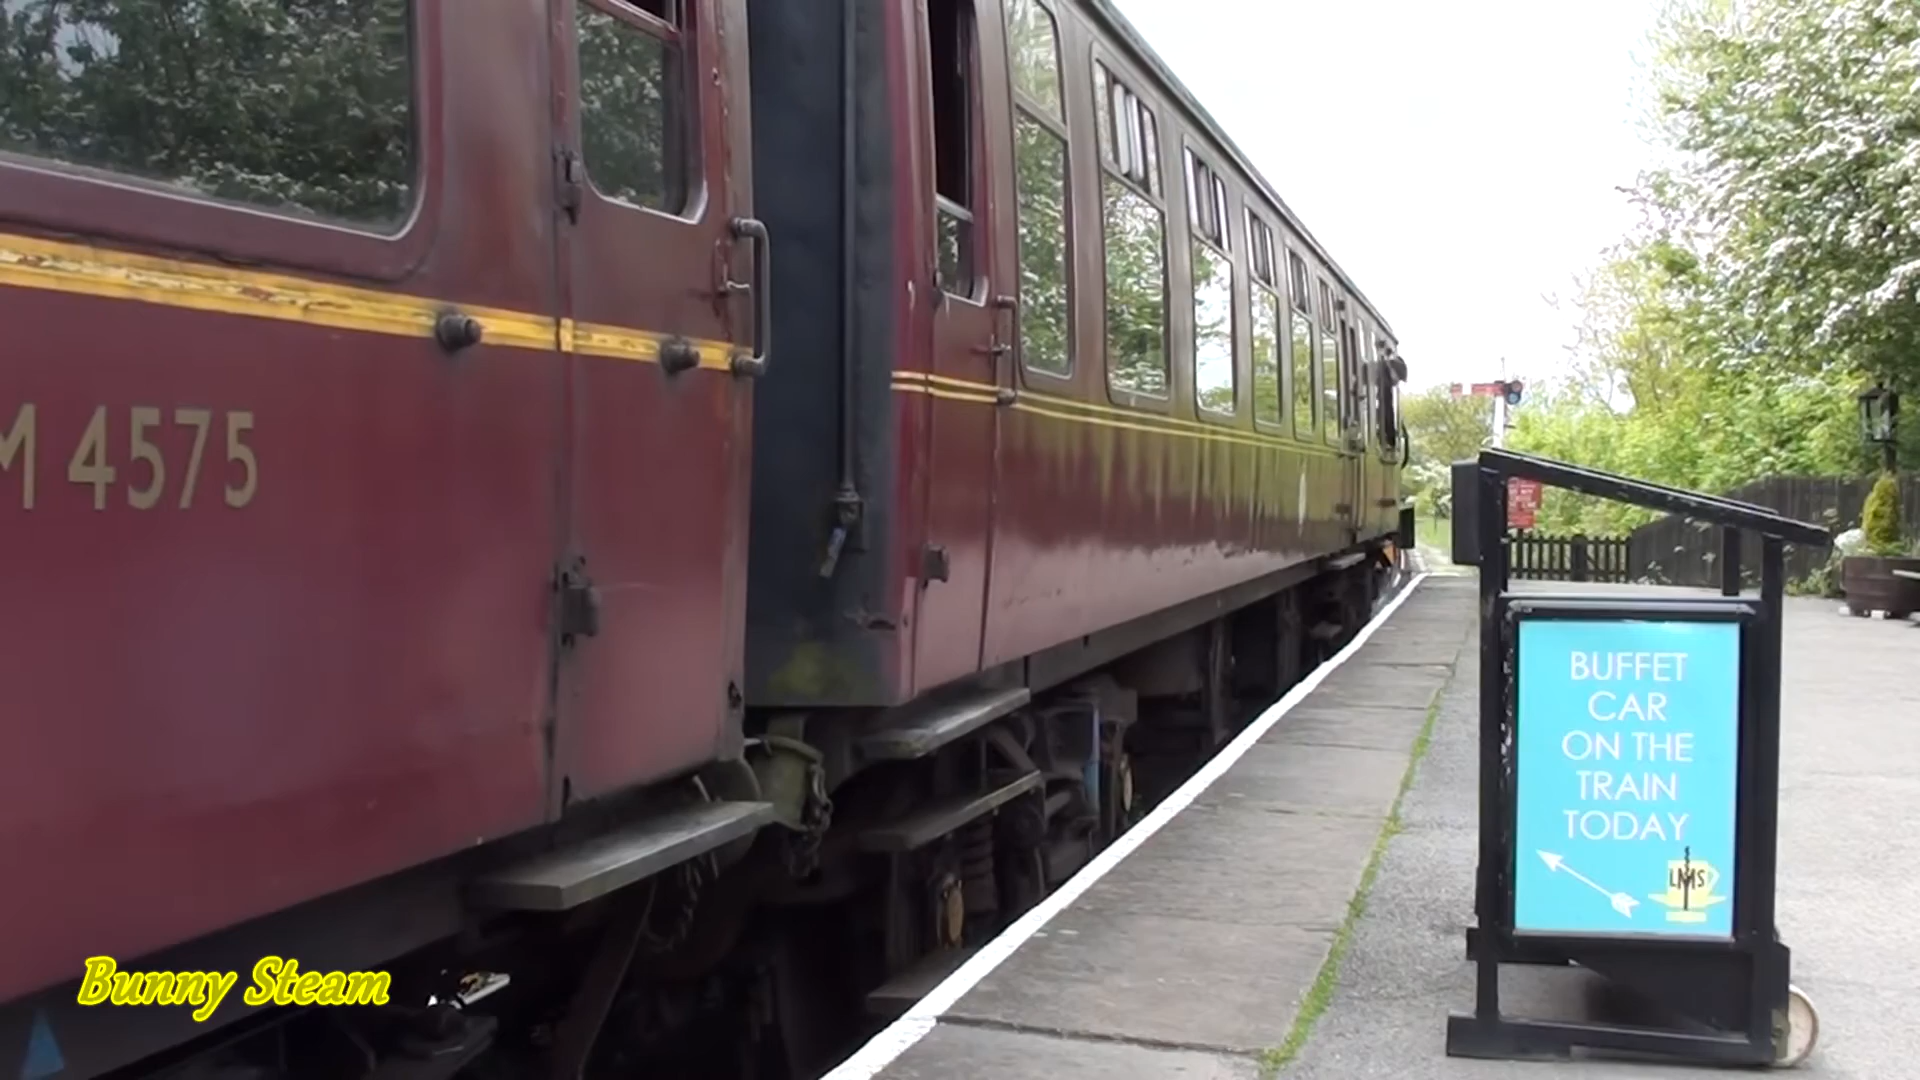 M 4575
BUFFET
CAR
ON THE
TRAIN
TODAY
LMS
Bunny Steam